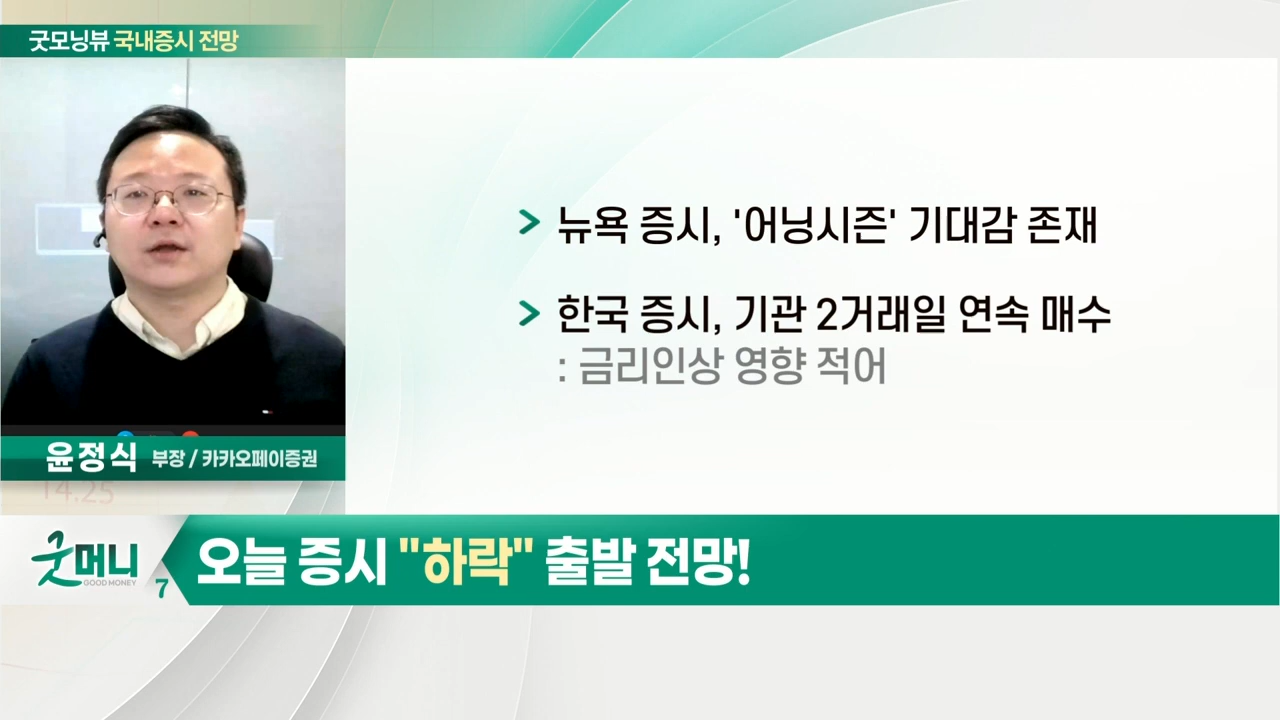 굿모닝뷰 국내증시 전망
> 뉴욕 증시, '어닝시즌' 기대감 존재
> 한국 증시, 기관 2거래일 연속 매수
: 금리인상 영향 적어
윤정식 부장 / 카카오페이증권
14.25
굿머니
GOOD MONEY
7
오늘 증시 "하락" 출발 전망!